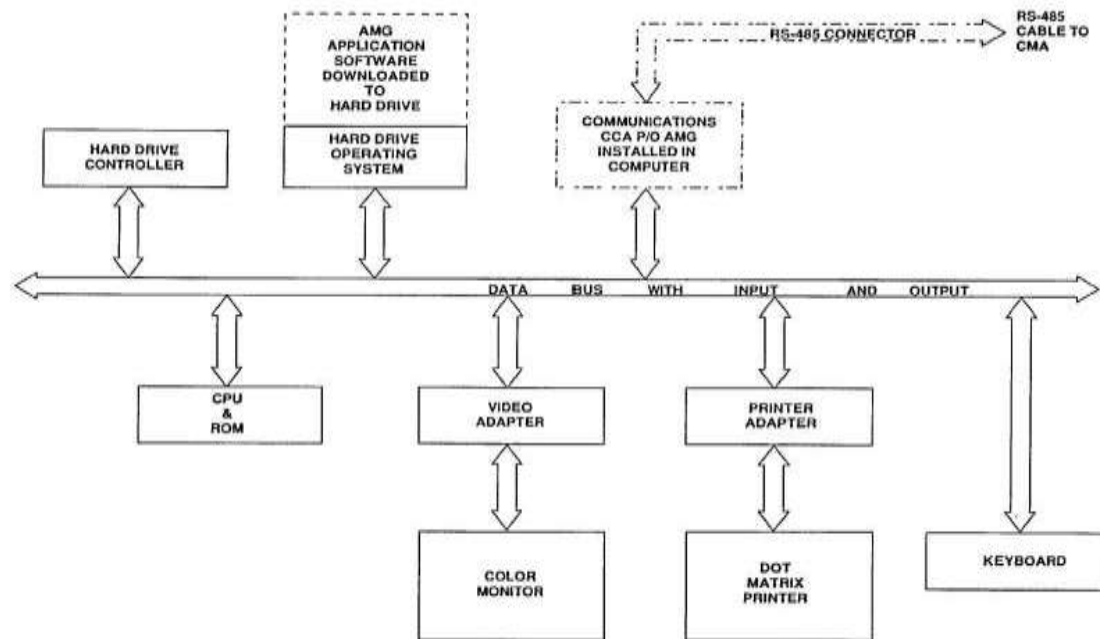 AMG
APPLICATION
SOFTWARE
DOWNLOADED
TO
HARD DRIVE
RS-485 CONNECTOR
RS-485
CABLE TO
CMA
HARD DRIVE
CONTROLLER
HARD DRIVE
OPERATING
SYSTEM
COMMUNICATIONS
CCA P/O AMG
INSTALLED IN
COMPUTER
DATA BUS WITH INPUT AND OUTPUT
CPU
&
ROM
VIDEO
ADAPTER
PRINTER
ADAPTER
COLOR
MONITOR
DOT
MATRIX
PRINTER
KEYBOARD